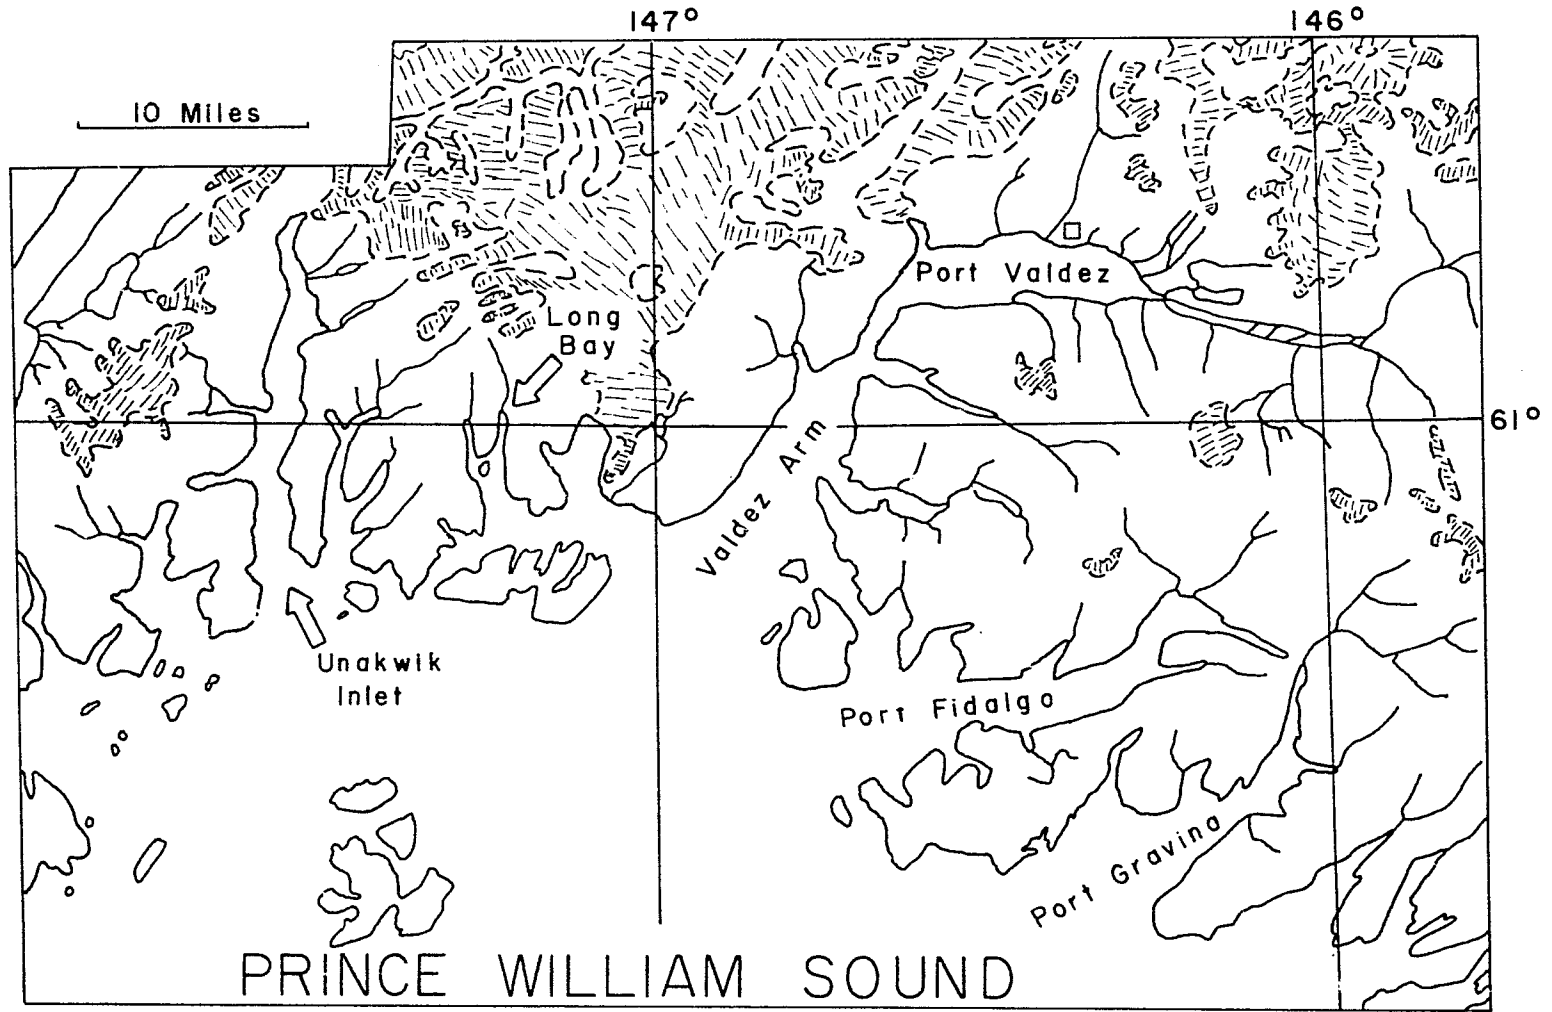 147° 146°
10 Miles
Port Valdez
Long
Bay
61°
Valdez Arm
Unakwik
Inlet
Port Fidalgo
Port Gravina
PRINCE WILLIAM SOUND